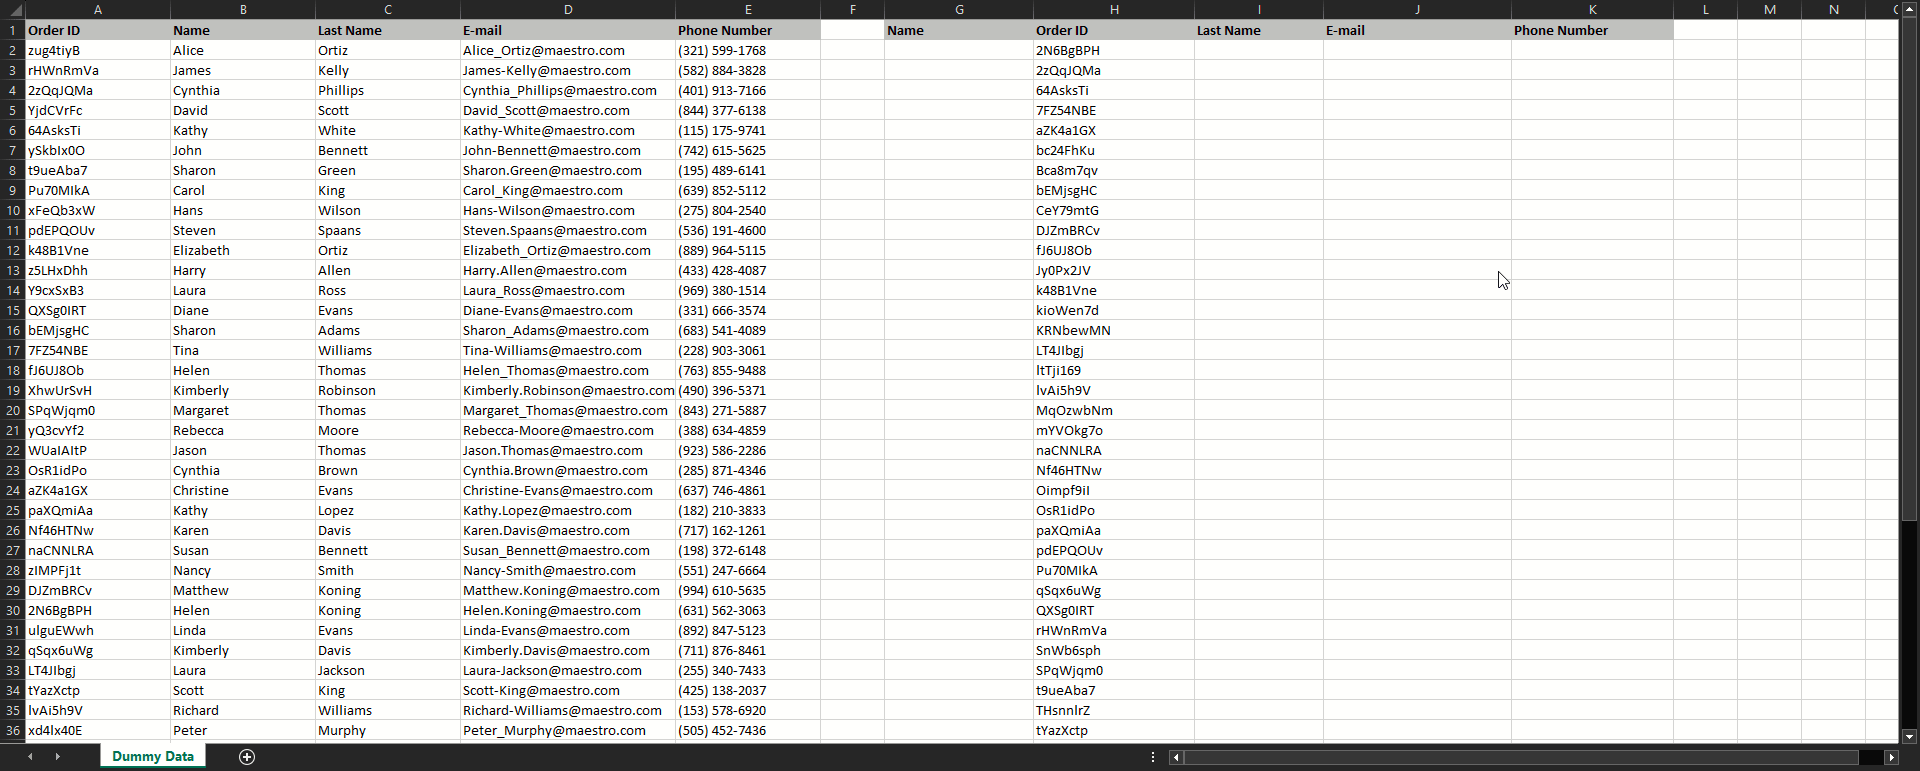 A B C D E F G H I J K L M N
1 Order ID Name Last Name E-mail Phone Number Name Order ID Last Name E-mail Phone Number
2 zug4tiyB Alice Ortiz Alice_Ortiz@maestro.com (321) 599-1768 2N6BgBPH
3 rHWnRmVa James Kelly James-Kelly@maestro.com (582) 884-3828 2zQqJQMa
4 2zQqJQMa Cynthia Phillips Cynthia_Phillips@maestro.com (401) 913-7166 64AsksTi
5 YjdCVrFc David Scott David_Scott@maestro.com (844) 377-6138 7FZ54NBE
6 64AsksTi Kathy White Kathy-White@maestro.com (115) 175-9741 aZK4a1GX
7 ySkbIx0O John Bennett John-Bennett@maestro.com (742) 615-5625 bc24FhKu
8 t9ueAba7 Sharon Green Sharon.Green@maestro.com (195) 489-6141 Bca8m7qv
9 Pu70MIkA Carol King Carol_King@maestro.com (639) 852-5112 bEMjsgHC
10 xFeQb3xW Hans Wilson Hans-Wilson@maestro.com (275) 804-2540 CeY79mtG
11 pdEPQOUv Steven Spaans Steven.Spaans@maestro.com (536) 191-4600 DJZmBRCv
12 k48B1Vne Elizabeth Ortiz Elizabeth_Ortiz@maestro.com (889) 964-5115 fJ6UJ8Ob
13 z5LHxDhh Harry Allen Harry.Allen@maestro.com (433) 428-4087 Jy0Px2JV
14 Y9cxSxB3 Laura Ross Laura_Ross@maestro.com (969) 380-1514 k48B1Vne
15 QXSg0IRT Diane Evans Diane-Evans@maestro.com (331) 666-3574 kioWen7d
16 bEMjsgHC Sharon Adams Sharon_Adams@maestro.com (683) 541-4089 KRNbewMN
17 7FZ54NBE Tina Williams Tina-Williams@maestro.com (228) 903-3061 LT4JIbgj
18 fJ6UJ8Ob Helen Thomas Helen_Thomas@maestro.com (763) 855-9488 ltTji169
19 XhwUrSvH Kimberly Robinson Kimberly.Robinson@maestro.com (490) 396-5371 lvAi5h9V
20 SPqWjqm0 Margaret Thomas Margaret_Thomas@maestro.com (843) 271-5887 MqOzwbNm
21 yQ3cvYf2 Rebecca Moore Rebecca-Moore@maestro.com (388) 634-4859 mYVOkg7o
22 WUaIAItP Jason Thomas Jason.Thomas@maestro.com (923) 586-2286 naCNNLRA
23 OsR1idPo Cynthia Brown Cynthia.Brown@maestro.com (285) 871-4346 Nf46HTNw
24 aZK4a1GX Christine Evans Christine-Evans@maestro.com (637) 746-4861 Oimpf9iI
25 paXQmiAa Kathy Lopez Kathy.Lopez@maestro.com (182) 210-3833 OsR1idPo
26 Nf46HTNw Karen Davis Karen.Davis@maestro.com (717) 162-1261 paXQmiAa
27 naCNNLRA Susan Bennett Susan_Bennett@maestro.com (198) 372-6148 pdEPQOUv
28 zIMPFj1t Nancy Smith Nancy-Smith@maestro.com (551) 247-6664 Pu70MIkA
29 DJZmBRCv Matthew Koning Matthew.Koning@maestro.com (994) 610-5635 qSqx6uWg
30 2N6BgBPH Helen Koning Helen.Koning@maestro.com (631) 562-3063 QXSg0IRT
31 ulguEWwh Linda Evans Linda-Evans@maestro.com (892) 847-5123 rHWnRmVa
32 qSqx6uWg Kimberly Davis Kimberly.Davis@maestro.com (711) 876-8461 SnWb6sph
33 LT4JIbgj Laura Jackson Laura-Jackson@maestro.com (255) 340-7433 SPqWjqm0
34 tYazXctp Scott King Scott-King@maestro.com (425) 138-2037 t9ueAba7
35 lvAi5h9V Richard Williams Richard-Williams@maestro.com (153) 578-6920 THsnnlrZ
36 xd4lx40E Peter Murphy Peter_Murphy@maestro.com (505) 452-7436 tYazXctp
Dummy Data